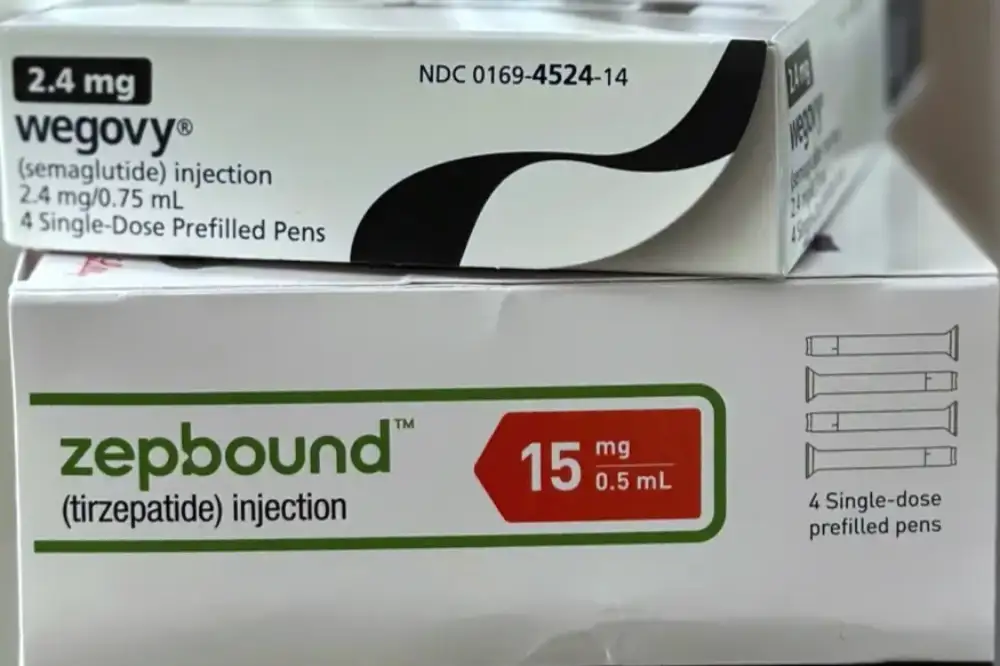 2.4 mg
wegovy®
(semaglutide) injection
2.4 mg/0.75 mL
4 Single-Dose Prefilled Pens
NDC 0169-4524-14
2.4 mg
wegovy
zepbound™
(tirzepatide) injection
15 mg
0.5 mL
4 Single-dose
prefilled pens